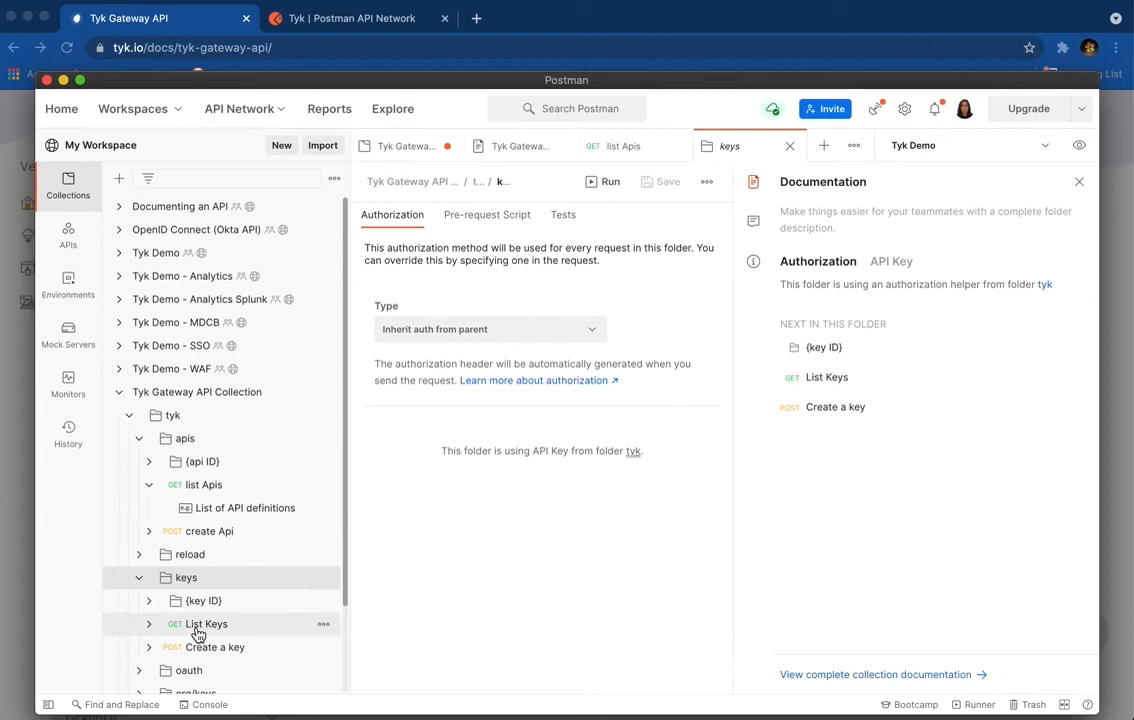 Tyk Gateway API
Tyk | Postman API Network
tyk.io/docs/tyk-gateway-api/
Postman
Home
Workspaces
API Network
Reports
Explore
Search Postman
Invite
Upgrade
My Workspace
New
Import
Tyk Gatewa...
Tyk Gatewa...
GET list Apis
keys
Tyk Demo
Collections
APIs
Environments
Mock Servers
Monitors
History
Documenting an API
OpenID Connect (Okta API)
Tyk Demo
Tyk Demo - Analytics
Tyk Demo - Analytics Splunk
Tyk Demo - MDCB
Tyk Demo - SSO
Tyk Demo - WAF
Tyk Gateway API Collection
tyk
apis
{api ID}
GET list Apis
e.g. List of API definitions
POST create Api
reload
keys
{key ID}
GET List Keys
POST Create a key
oauth
org/keys
Tyk Gateway API ... / t... / k...
Run
Save
Authorization
Pre-request Script
Tests
This authorization method will be used for every request in this folder. You
can override this by specifying one in the request.
Type
Inherit auth from parent
The authorization header will be automatically generated when you
send the request. Learn more about authorization ↗
This folder is using API Key from folder tyk.
Documentation
Make things easier for your teammates with a complete folder
description.
Authorization API Key
This folder is using an authorization helper from folder tyk
NEXT IN THIS FOLDER
{key ID}
GET List Keys
POST Create a key
View complete collection documentation →
Find and Replace
Console
Bootcamp
Runner
Trash